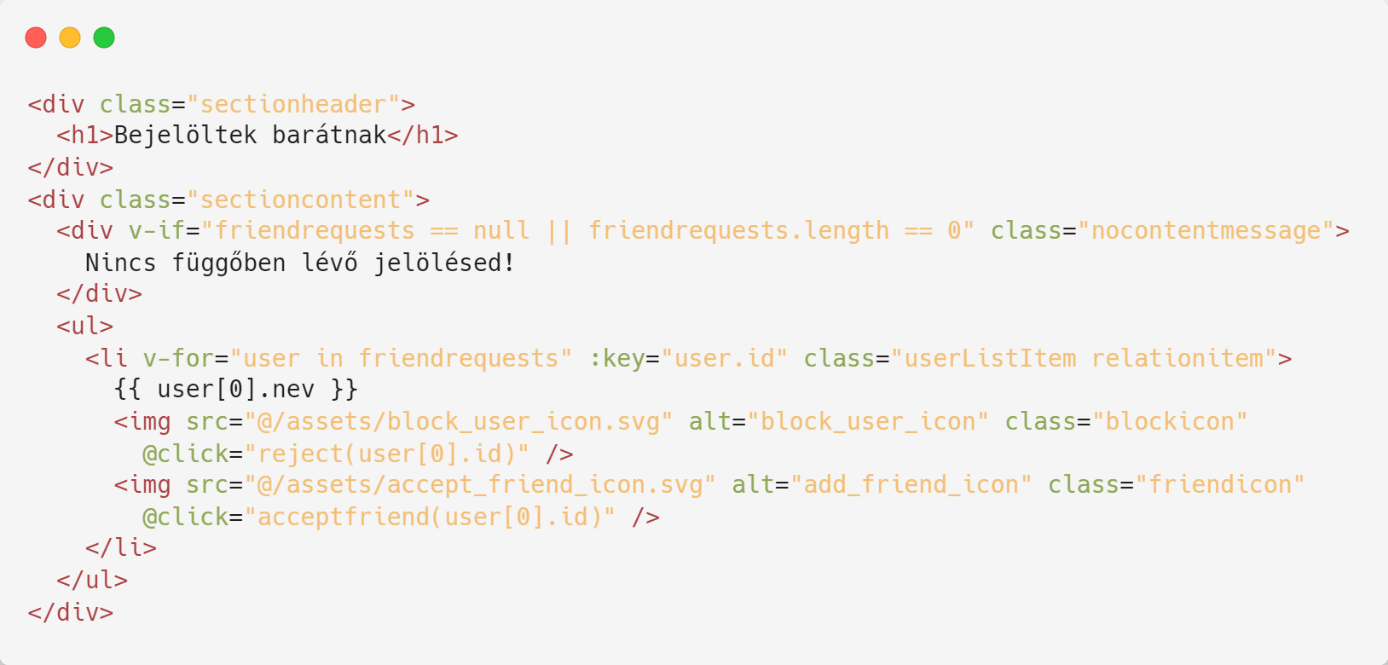 <div class="sectionheader">
  <h1>Bejelöltek barátnak</h1>
</div>
<div class="sectioncontent">
  <div v-if="friendrequests == null || friendrequests.length == 0" class="nocontentmessage">
    Nincs függőben lévő jelölésed!
  </div>
  <ul>
    <li v-for="user in friendrequests" :key="user.id" class="userListItem relationitem">
      {{ user[0].nev }}
      <img src="@/assets/block_user_icon.svg" alt="block_user_icon" class="blockicon"
        @click="reject(user[0].id)" />
      <img src="@/assets/accept_friend_icon.svg" alt="add_friend_icon" class="friendicon"
        @click="acceptfriend(user[0].id)" />
    </li>
  </ul>
</div>